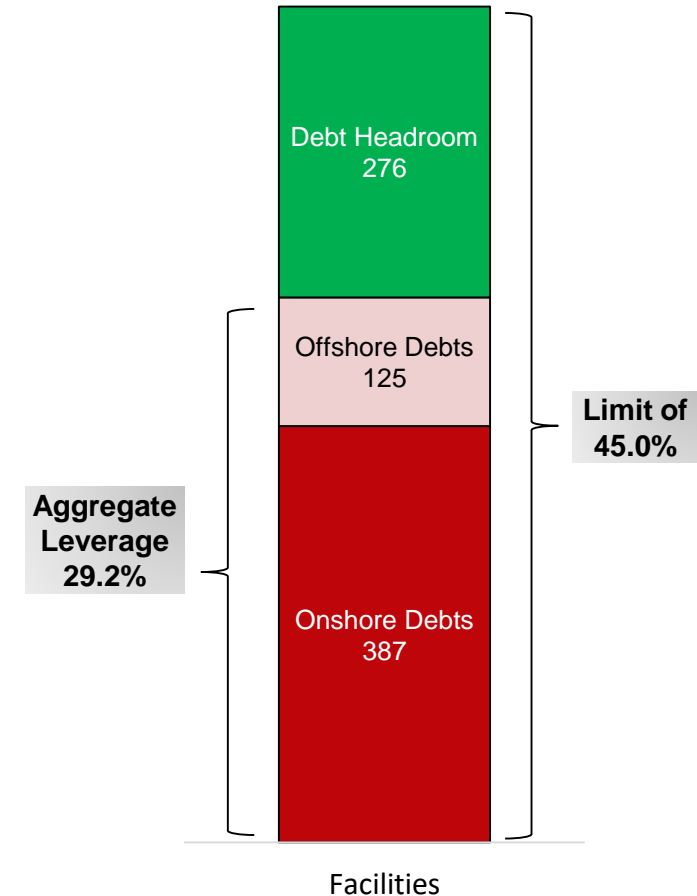 Debt Headroom
276
Offshore Debts
125
Limit of
45.0%
Aggregate
Leverage
29.2%
Onshore Debts
387
Facilities